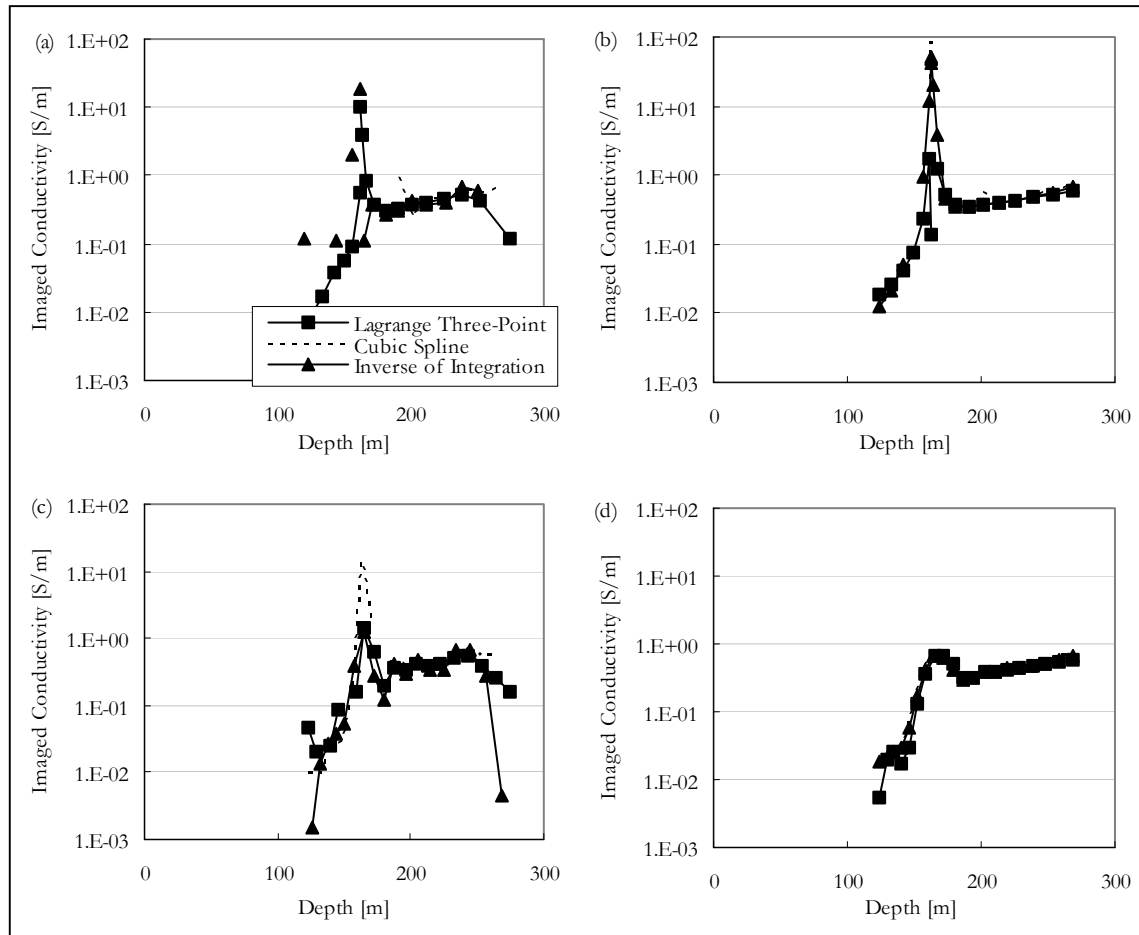 (a)
Imaged Conductivity [S/m]
1.E+02
1.E+01
1.E+00
1.E-01
1.E-02
1.E-03
Lagrange Three-Point
Cubic Spline
Inverse of Integration
0 100 200 300
Depth [m]
(b)
Imaged Conductivity [S/m]
1.E+02
1.E+01
1.E+00
1.E-01
1.E-02
1.E-03
0 100 200 300
Depth [m]
(c)
Imaged Conductivity [S/m]
1.E+02
1.E+01
1.E+00
1.E-01
1.E-02
1.E-03
0 100 200 300
Depth [m]
(d)
Imaged Conductivity [S/m]
1.E+02
1.E+01
1.E+00
1.E-01
1.E-02
1.E-03
0 100 200 300
Depth [m]